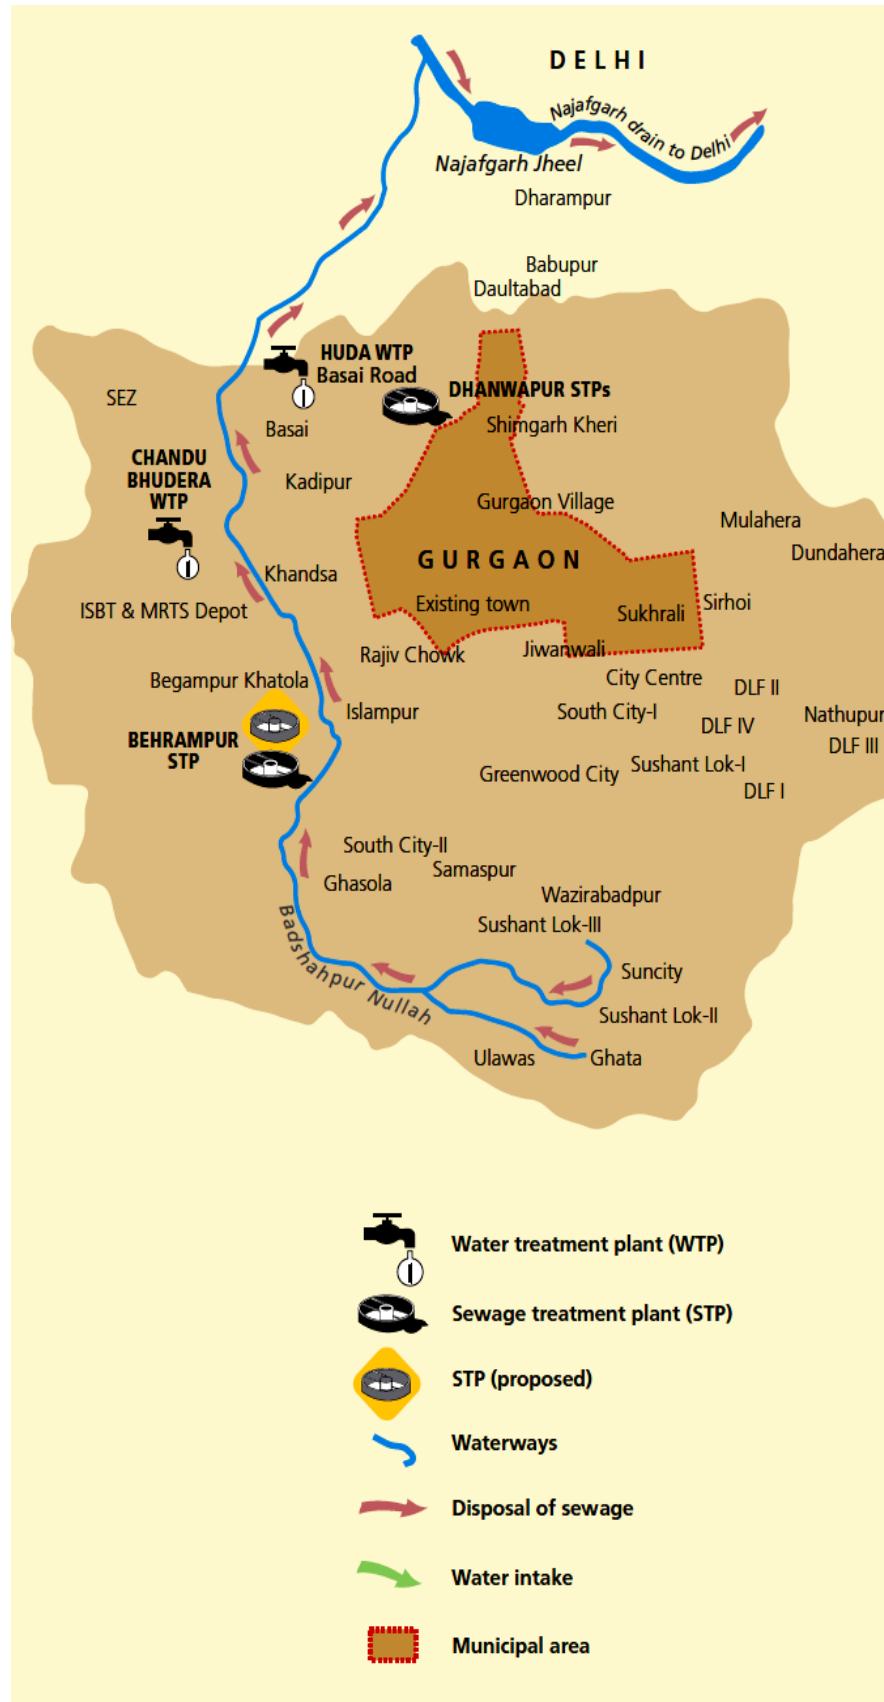 DELHI
Najafgarh drain to Delhi
Najafgarh Jheel
Dharampur
Babupur
Daultabad
HUDA WTP
Basai Road
DHANWAPUR STPs
SEZ
Shimgarh Kheri
Basai
CHANDU
BHUDERA
WTP
Kadipur
Gurgaon Village
Mulahera
Dundahera
GURGAON
Khandsa
ISBT & MRTS Depot
Existing town
Sukhrali
Sirhoi
Rajiv Chowk
Jiwanwali
Begampur Khatola
City Centre
DLF II
Islampur
South City-I
DLF IV
Nathupur
BEHRAMPUR
STP
DLF III
Greenwood City
Sushant Lok-I
DLF I
South City-II
Samaspur
Ghasola
Wazirabadpur
Sushant Lok-III
Badshahpur Nullah
Suncity
Sushant Lok-II
Ulawas
Ghata
Water treatment plant (WTP)
Sewage treatment plant (STP)
STP (proposed)
Waterways
Disposal of sewage
Water intake
Municipal area